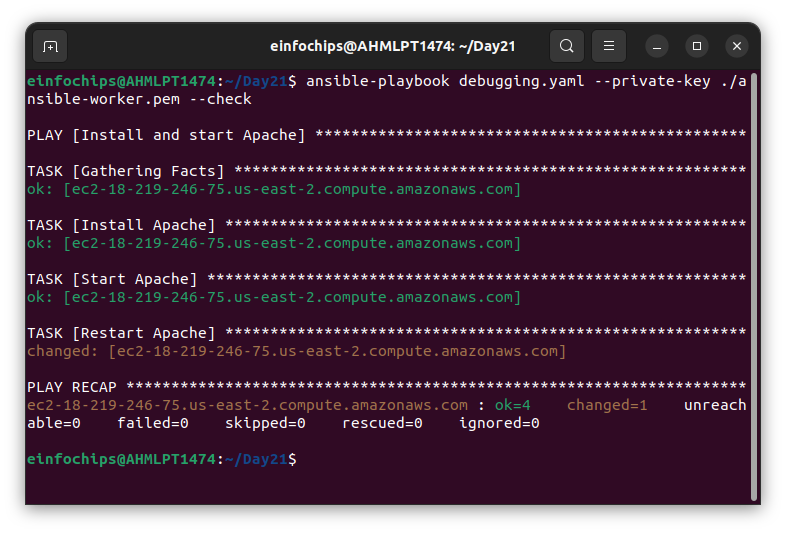 einfochips@AHMLPT1474: ~/Day21
einfochips@AHMLPT1474:~/Day21$ ansible-playbook debugging.yaml --private-key ./a
nsible-worker.pem --check
PLAY [Install and start Apache] ************************************************
TASK [Gathering Facts] *********************************************************
ok: [ec2-18-219-246-75.us-east-2.compute.amazonaws.com]
TASK [Install Apache] **********************************************************
ok: [ec2-18-219-246-75.us-east-2.compute.amazonaws.com]
TASK [Start Apache] ************************************************************
ok: [ec2-18-219-246-75.us-east-2.compute.amazonaws.com]
TASK [Restart Apache] **********************************************************
changed: [ec2-18-219-246-75.us-east-2.compute.amazonaws.com]
PLAY RECAP *********************************************************************
ec2-18-219-246-75.us-east-2.compute.amazonaws.com : ok=4    changed=1    unreach
able=0    failed=0    skipped=0    rescued=0    ignored=0
einfochips@AHMLPT1474:~/Day21$